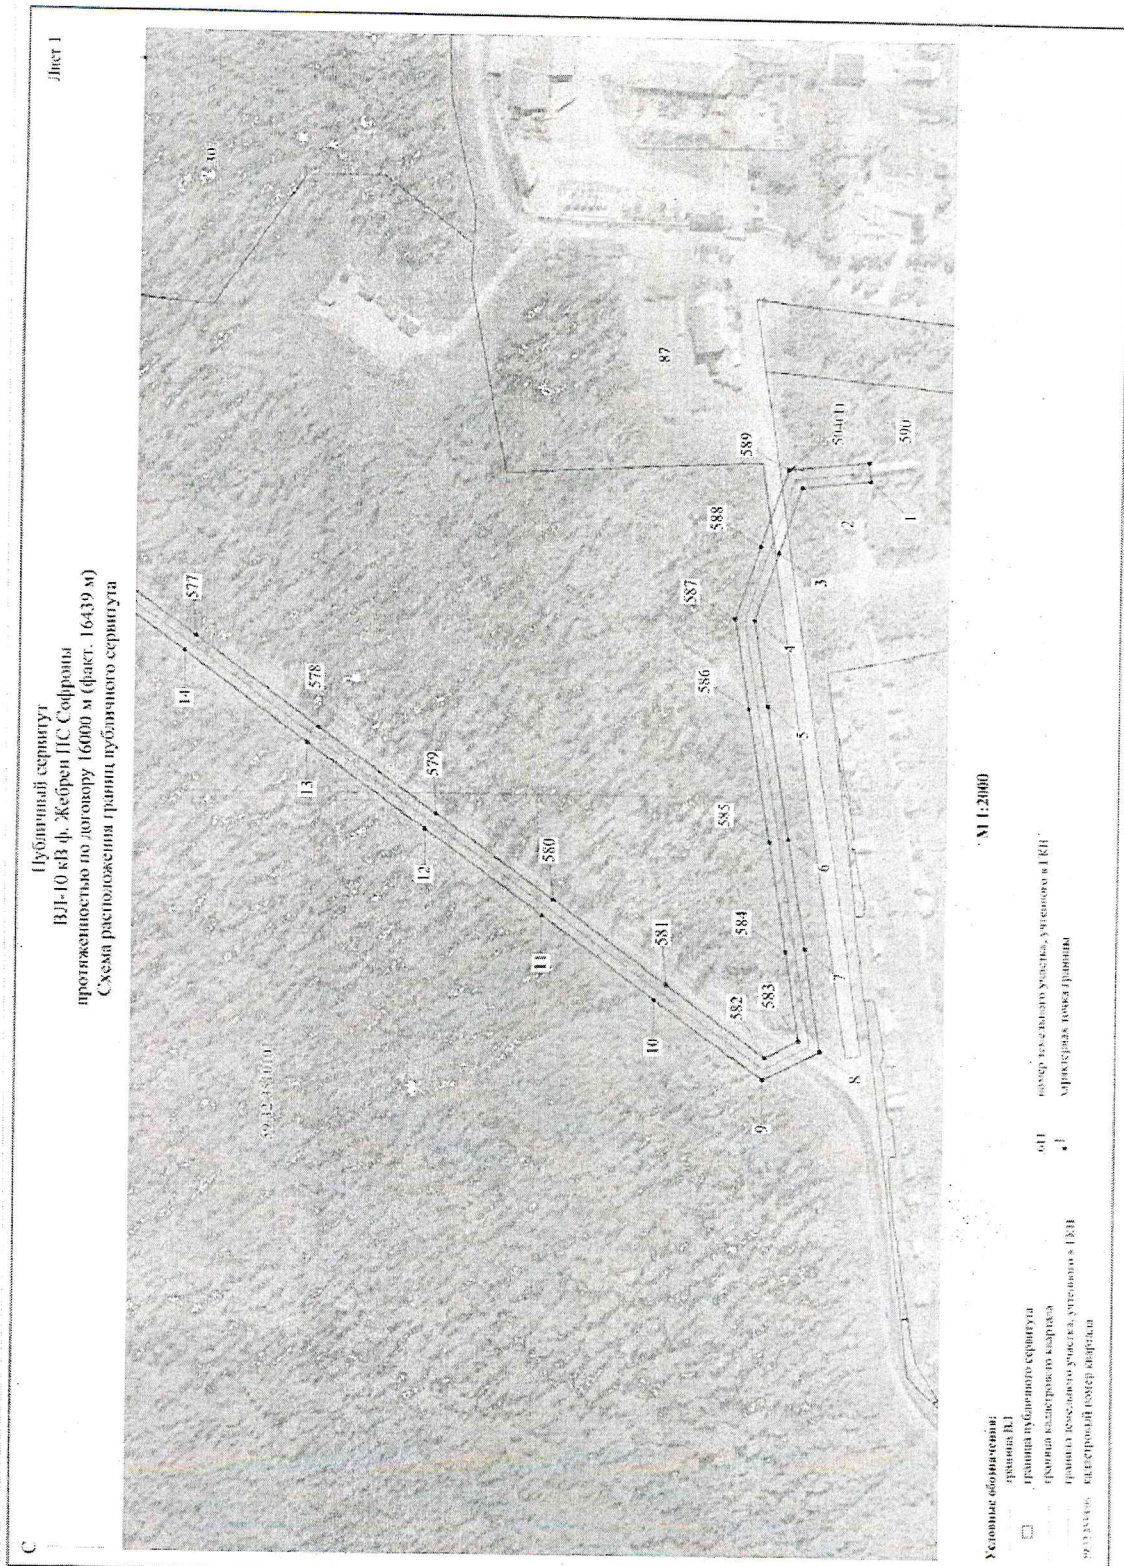 С
Лист 1
Публичный сервитут
ВЛ-10 кВ ф. Жебреи ПС Софроны
протяженностью по договору 16000 м (факт. 16439 м)
Схема расположения границ публичного сервитута
14
577
13
578
12
579
11
580
10
581
582
583
584
585
586
587
588
589
87
9
8
7
6
5
4
3
2
1
590
М 1:2000
Условные обозначения:
граница ВЛ
граница публичного сервитута
граница кадастрового квартала
граница земельного участка, учтенного в ГКН
кадастровый номер квартала
номер земельного участка, учтенного в ГКН
характерная точка границы